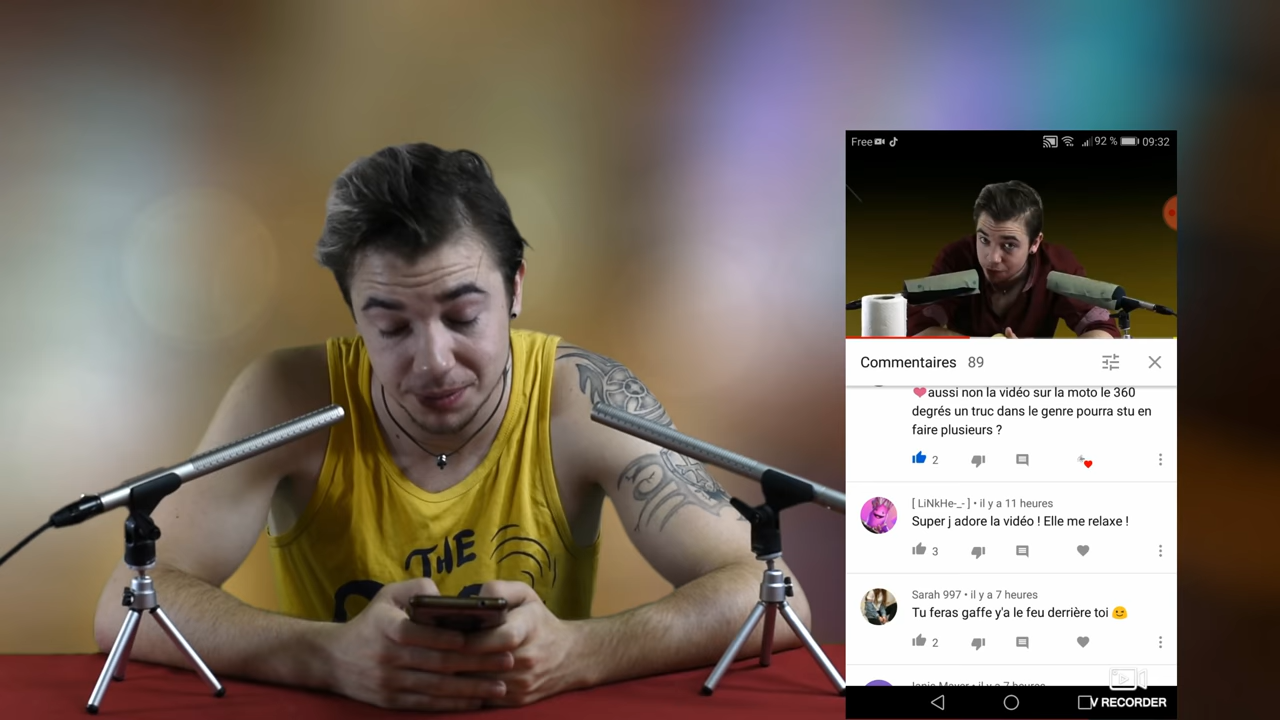 THE
Free
92 %
09:32
Commentaires 89
❤aussi non la vidéo sur la moto le 360
degrés un truc dans le genre pourra stu en
faire plusieurs ?
2
[ LiNkHe-_- ] • il y a 11 heures
Super j adore la vidéo ! Elle me relaxe !
3
Sarah 997 • il y a 7 heures
Tu feras gaffe y'a le feu derrière toi 😉
2
V RECORDER